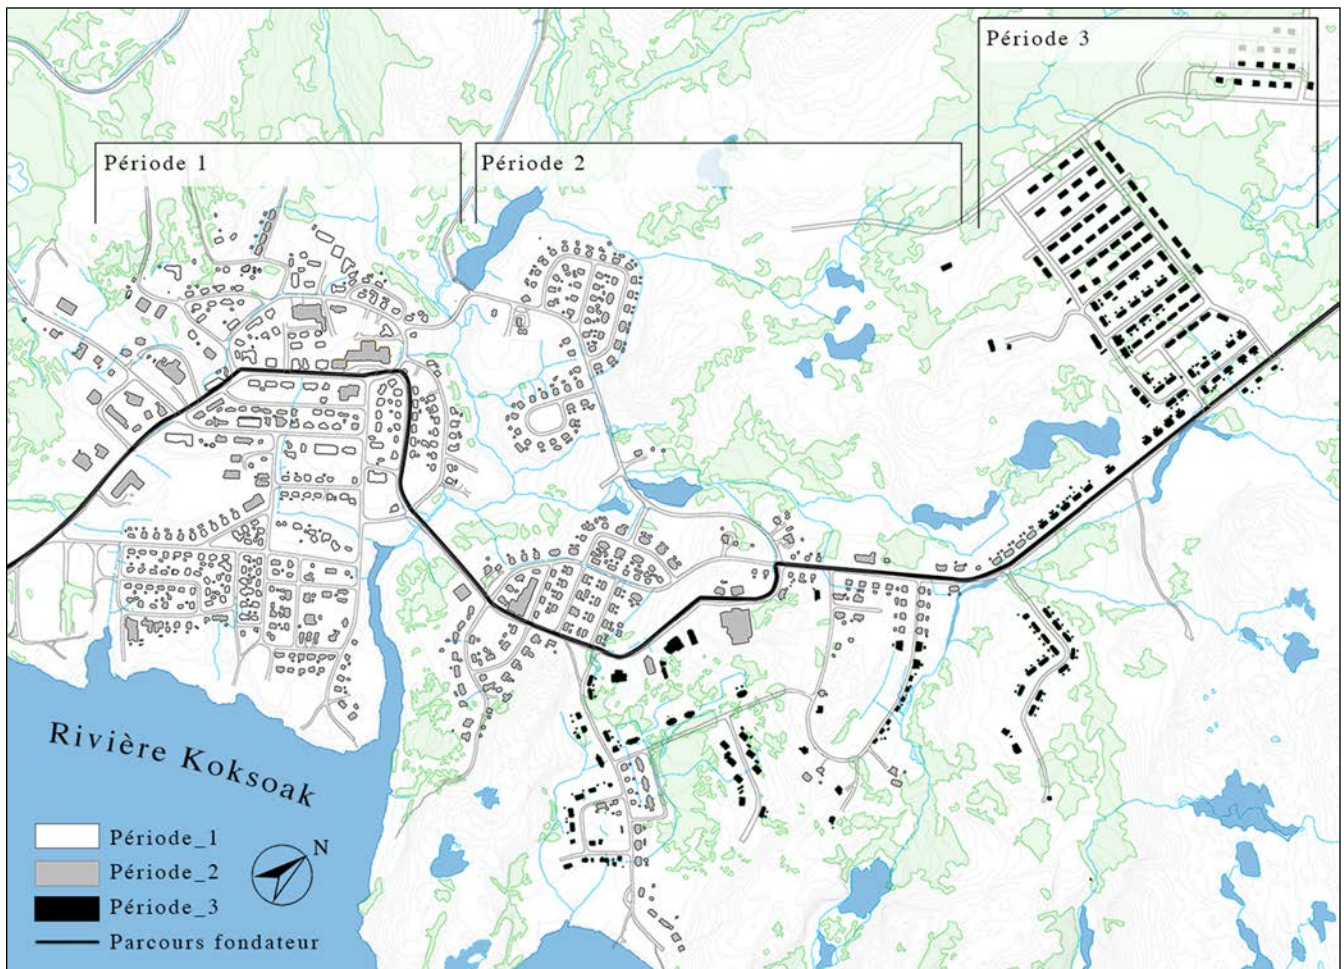 Période 3
Période 1
Période 2
Rivière Koksoak
Période_1
N
Période_2
Période_3
Parcours fondateur